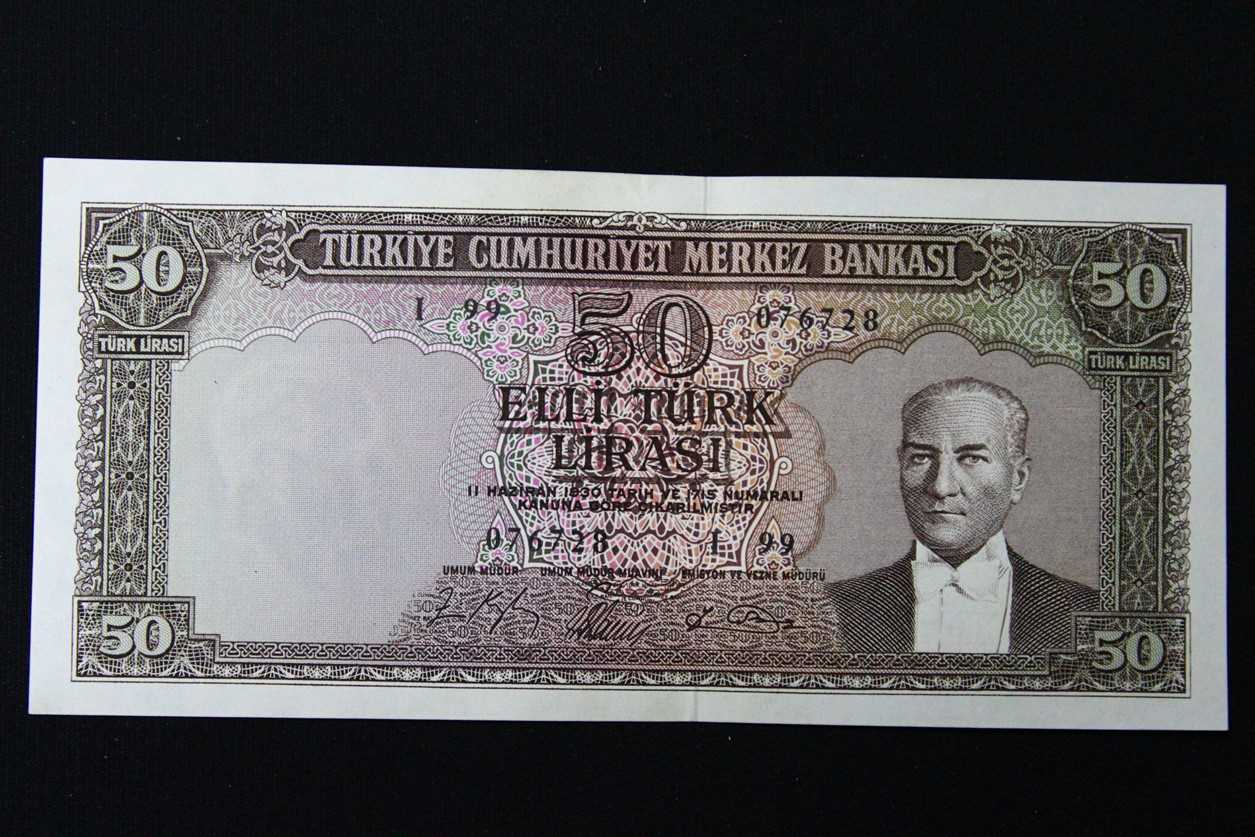 TÜRKİYE CUMHURİYET MERKEZ BANKASI
50
50
I 99
50
076728
TÜRK LİRASI
TÜRK LİRASI
ELLİ TÜRK
LİRASI
11 HAZİRAN 1930 TARİH VE 1715 NUMARALI
KANUNA GÖRE ÇIKARILMIŞTIR
076728
I 99
UMUM MÜDÜR
UMUM MÜDÜR MUAVİNİ
EMİSYON VE VEZNE MÜDÜRÜ
50
50